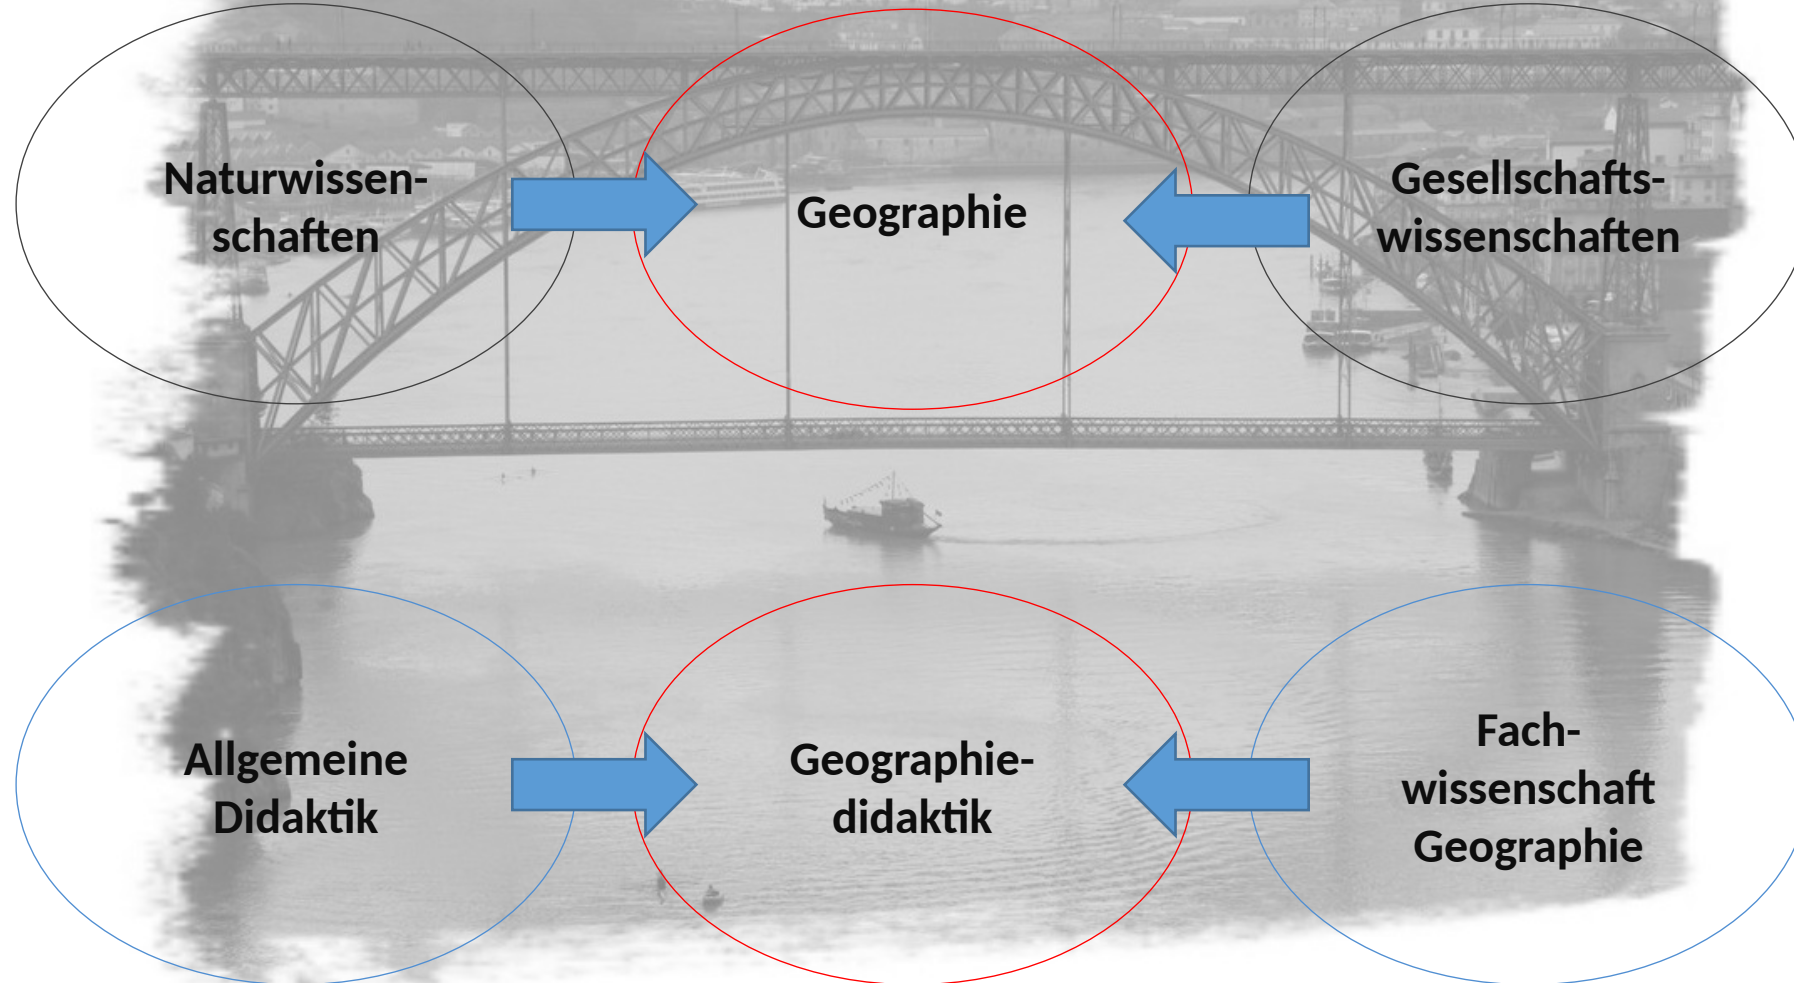 Naturwissen-
schaften
Geographie
Gesellschafts-
wissenschaften
Allgemeine
Didaktik
Geographie-
didaktik
Fach-
wissenschaft
Geographie